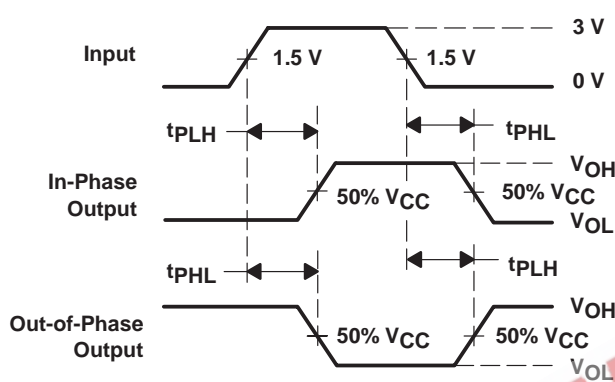 3 V
Input
1.5 V
1.5 V
0 V
tPLH
tPHL
VOH
In-Phase
Output
50% VCC
50% VCC
VOL
tPHL
tPLH
VOH
Out-of-Phase
Output
50% VCC
50% VCC
VOL